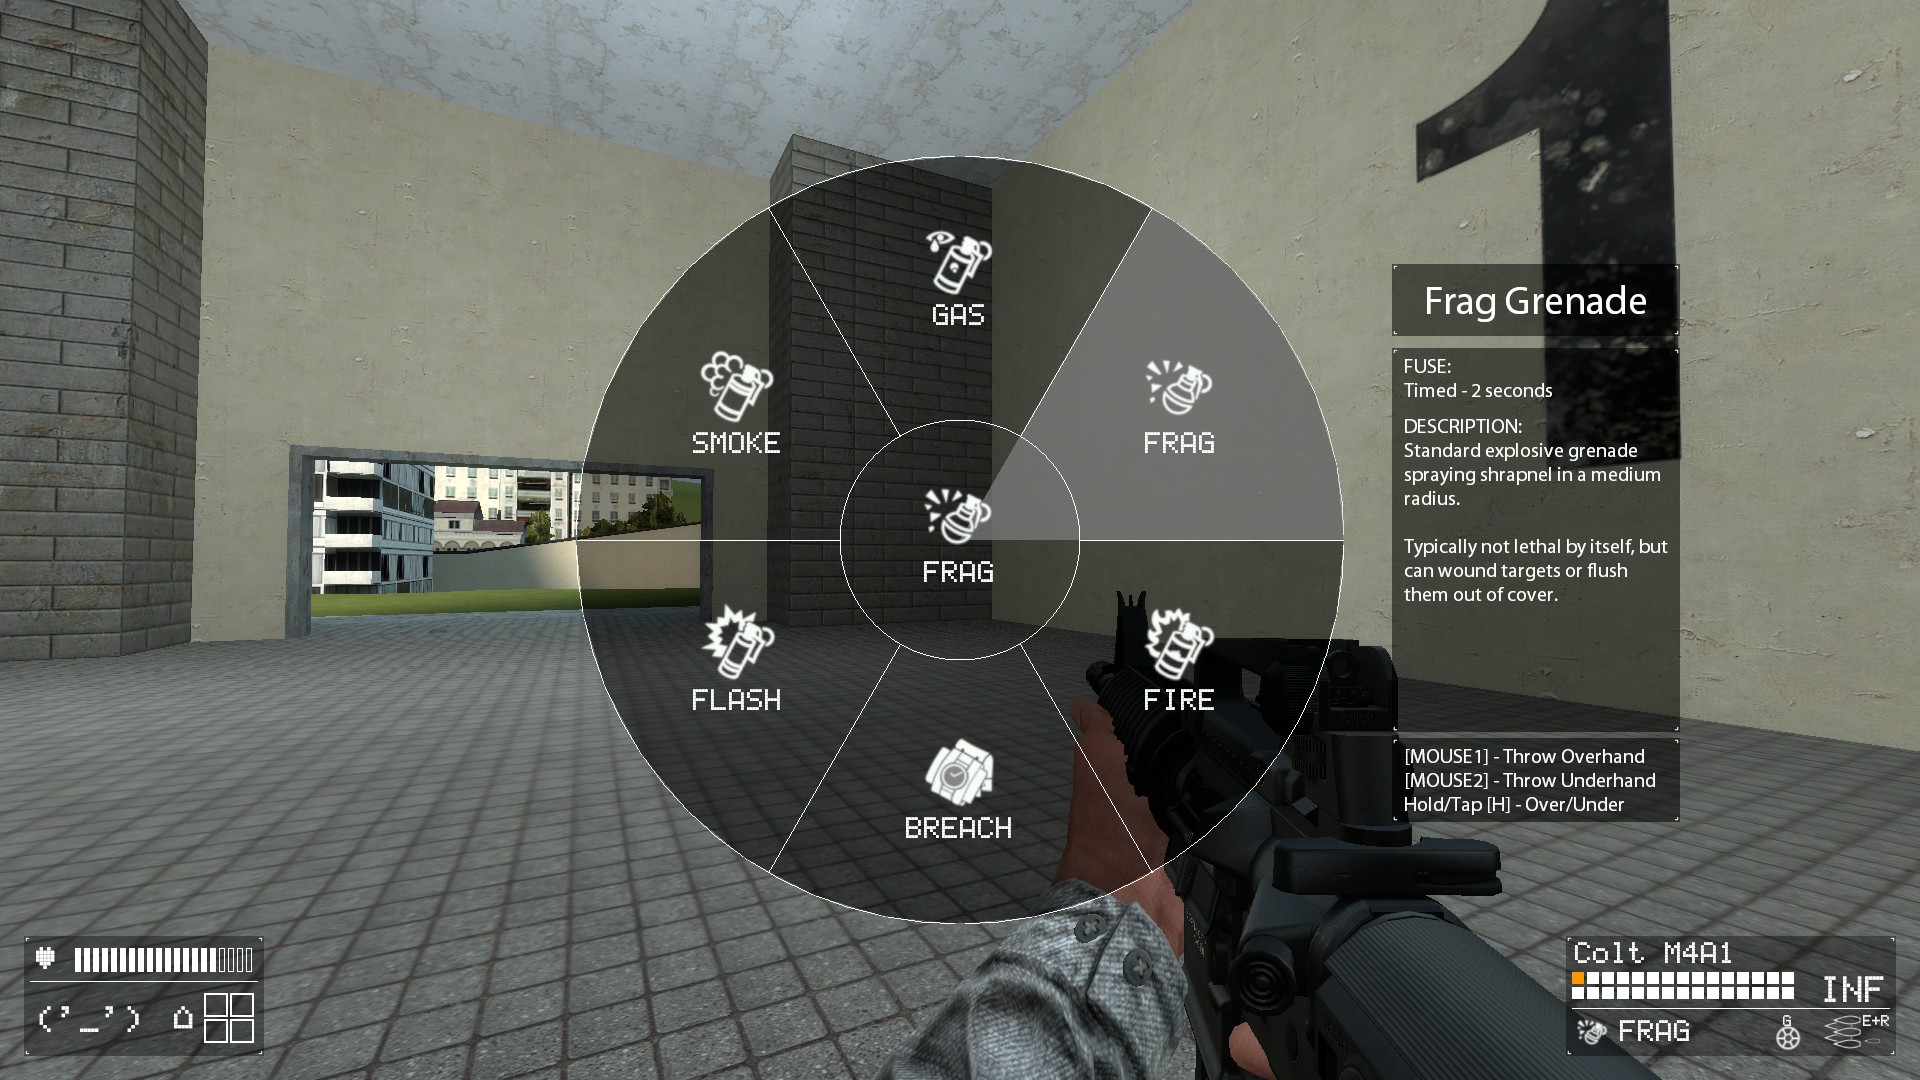 1
GAS
SMOKE
FRAG
FRAG
FLASH
FIRE
BREACH
Frag Grenade
FUSE:
Timed - 2 seconds
DESCRIPTION:
Standard explosive grenade
spraying shrapnel in a medium
radius.
Typically not lethal by itself, but
can wound targets or flush
them out of cover.
[MOUSE1] - Throw Overhand
[MOUSE2] - Throw Underhand
Hold/Tap [H] - Over/Under
('_')
Colt M4A1
INF
FRAG
G
E+R